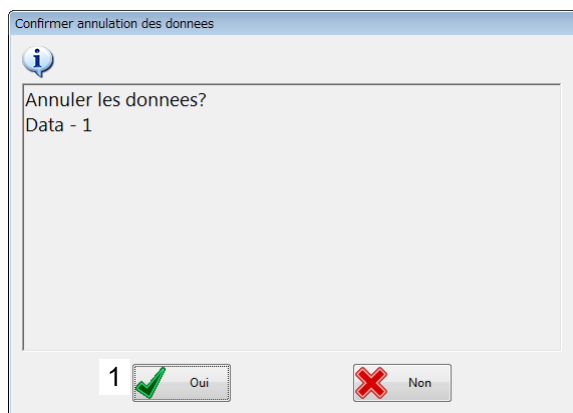 Confirmer annulation des donnees
Annuler les donnees?
Data - 1
1 Oui Non